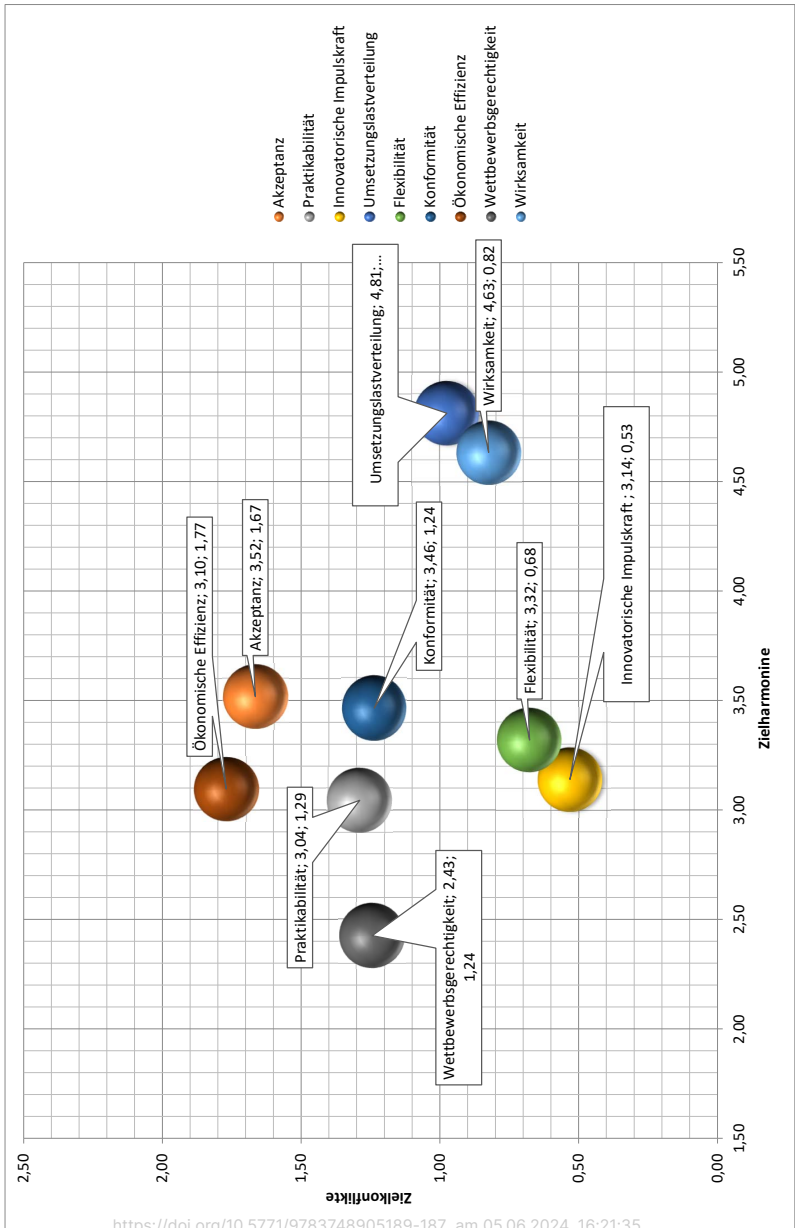 2,50
2,00
1,50
1,00
0,50
0,00
Zielkonflikte
1,50
2,00
2,50
3,00
3,50
4,00
4,50
5,00
5,50
Zielharmonine
Ökonomische Effizienz; 3,10; 1,77
Akzeptanz; 3,52; 1,67
Praktikabilität; 3,04; 1,29
Konformität; 3,46; 1,24
Wettbewerbsgerechtigkeit; 2,43;
1,24
Umsetzungslastverteilung; 4,81;...
Wirksamkeit; 4,63; 0,82
Flexibilität; 3,32; 0,68
Innovatorische Impulskraft ; 3,14; 0,53
Akzeptanz
Praktikabilität
Innovatorische Impulskraft
Umsetzungslastverteilung
Flexibilität
Konformität
Ökonomische Effizienz
Wettbewerbsgerechtigkeit
Wirksamkeit
https://doi.org/10.5771/9783748905189-187, am 05.06.2024, 16:21:35